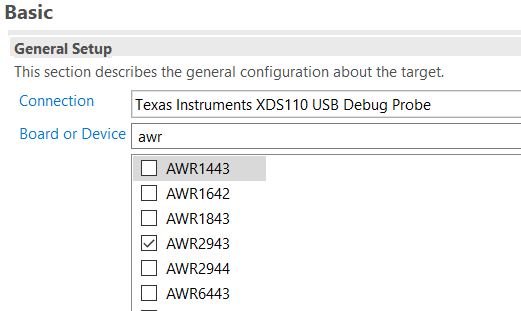 Basic
General Setup
This section describes the general configuration about the target.
Connection Texas Instruments XDS110 USB Debug Probe
Board or Device awr
AWR1443
AWR1642
AWR1843
AWR2943
AWR2944
AWR6443